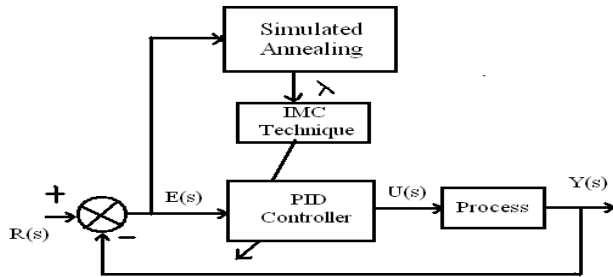 Simulated
Annealing
λ
IMC
Technique
+
E(s)
PID
Controller
U(s)
Process
Y(s)
R(s)
−